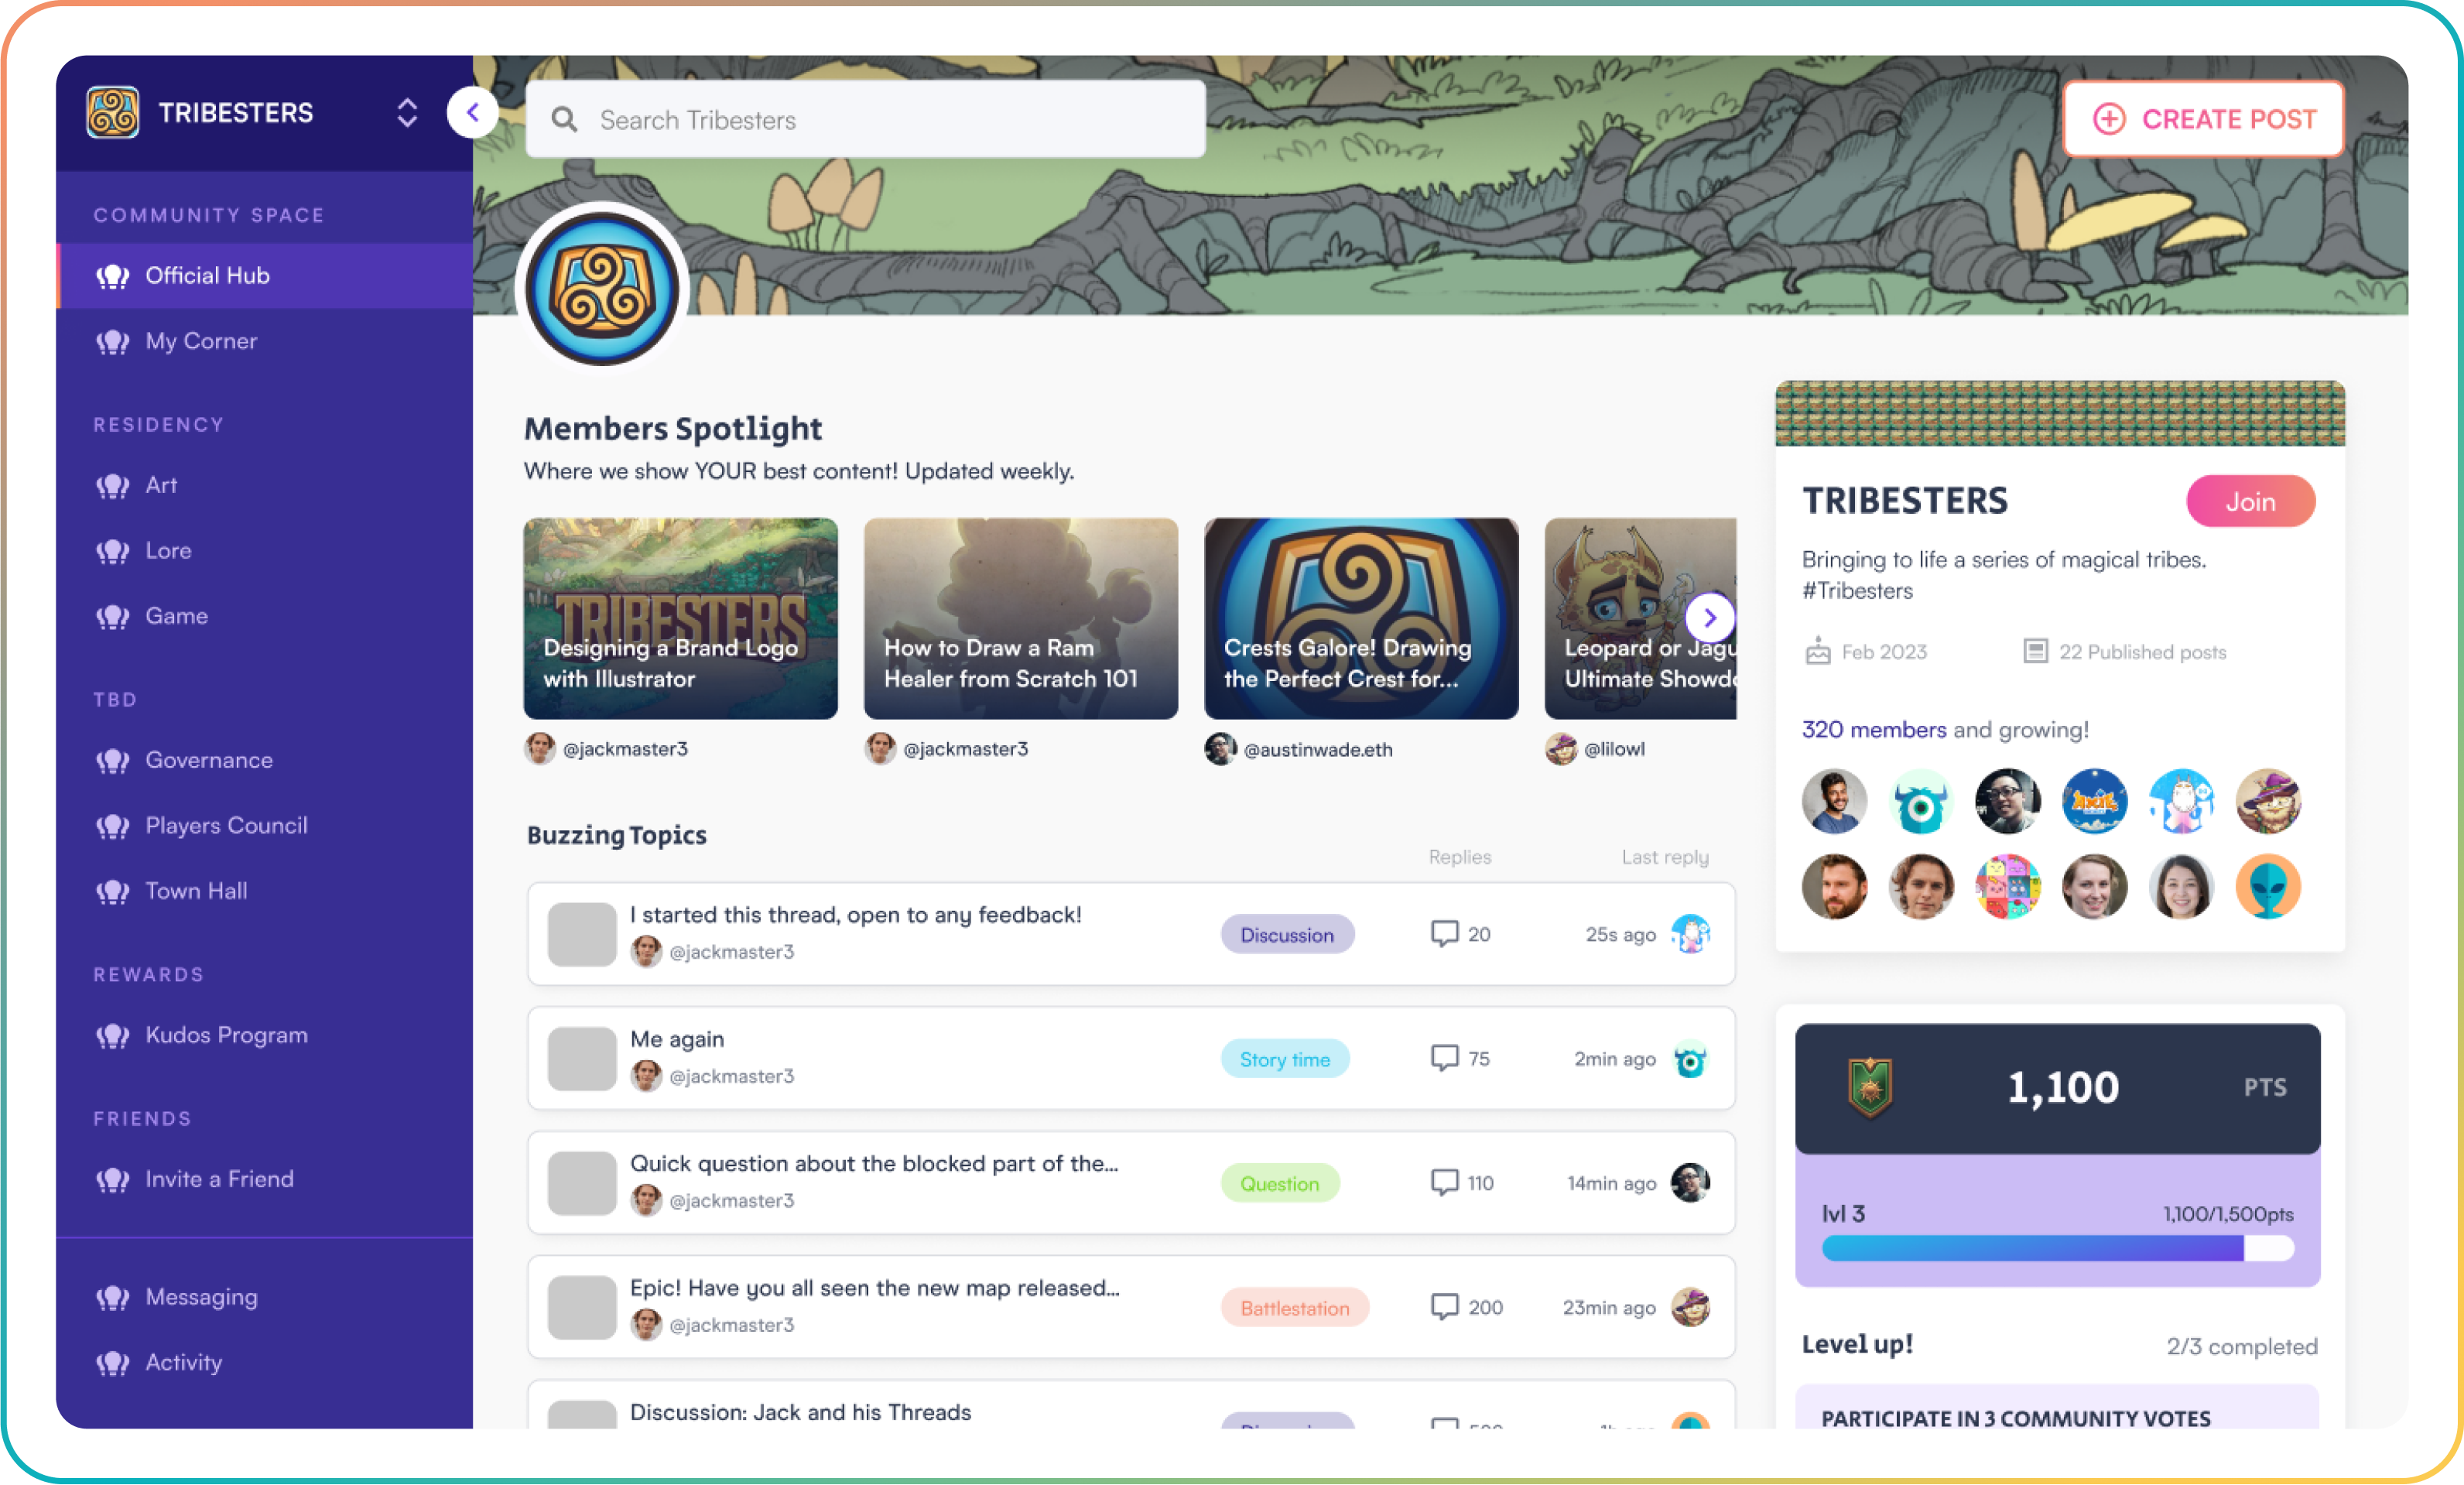 TRIBESTERS
Search Tribesters
CREATE POST
COMMUNITY SPACE
Official Hub
My Corner
RESIDENCY
Art
Lore
Game
TBD
Governance
Players Council
Town Hall
REWARDS
Kudos Program
FRIENDS
Invite a Friend
Messaging
Activity
Members Spotlight
Where we show YOUR best content! Updated weekly.
TRIBESTERS
Designing a Brand Logo
with Illustrator
@jackmaster3
How to Draw a Ram
Healer from Scratch 101
@jackmaster3
Crests Galore! Drawing
the Perfect Crest for...
@austinwade.eth
Leopard or Jagu
Ultimate Showd
@lilowl
Buzzing Topics
Replies
Last reply
I started this thread, open to any feedback!
@jackmaster3
Discussion
20
25s ago
Me again
@jackmaster3
Story time
75
2min ago
Quick question about the blocked part of the...
@jackmaster3
Question
110
14min ago
Epic! Have you all seen the new map released...
@jackmaster3
Battlestation
200
23min ago
Discussion: Jack and his Threads
TRIBESTERS
Join
Bringing to life a series of magical tribes.
#Tribesters
Feb 2023
22 Published posts
320 members and growing!
1,100
PTS
lvl 3
1,100/1,500pts
Level up!
2/3 completed
PARTICIPATE IN 3 COMMUNITY VOTES